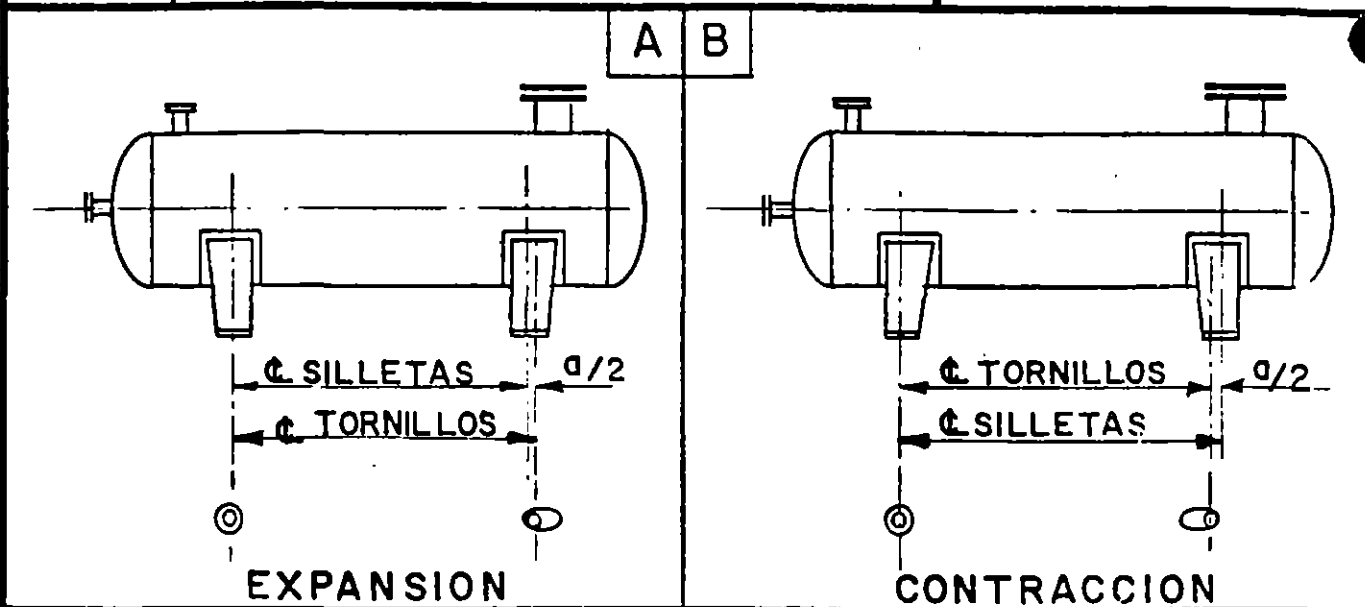 A B
℄ SILLETAS a/2
℄ TORNILLOS
EXPANSION
℄ TORNILLOS a/2
℄ SILLETAS
CONTRACCION